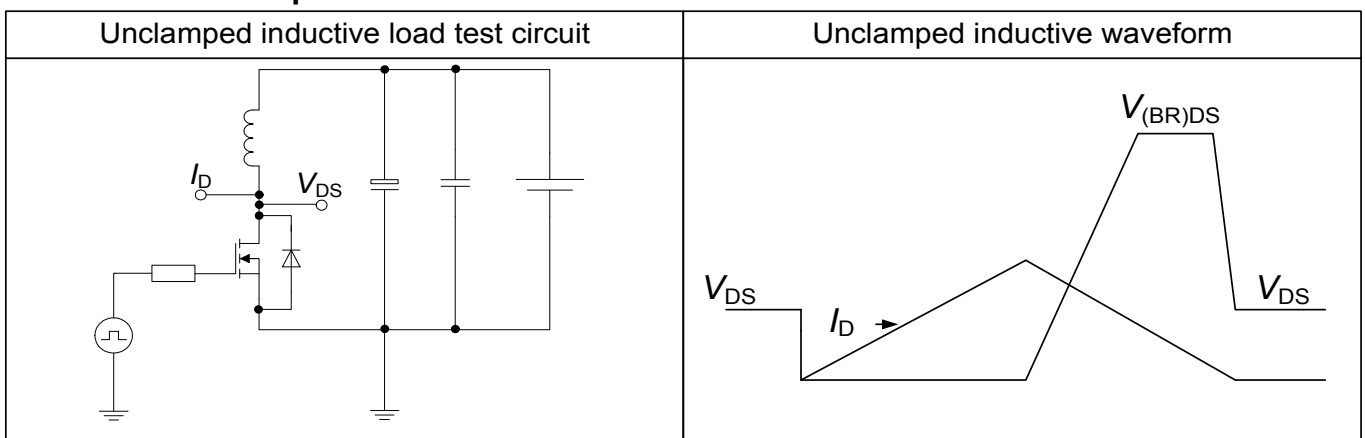 Unclamped inductive load test circuit
Unclamped inductive waveform
I_D
V_DS
V_(BR)DS
V_DS
I_D
V_DS